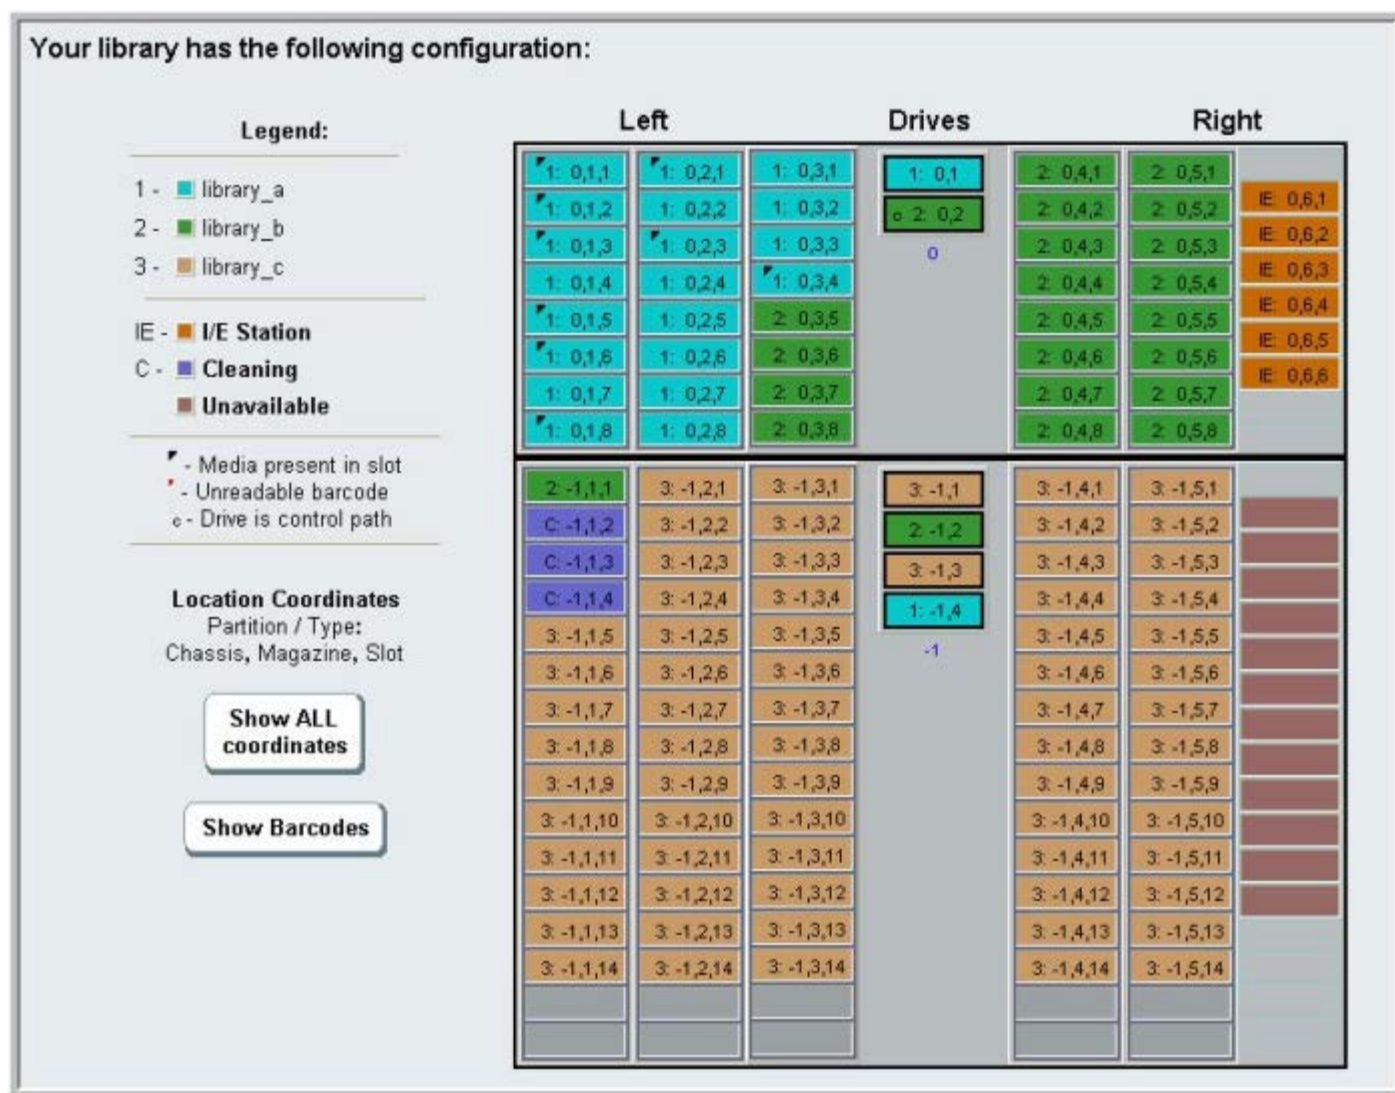 Your library has the following configuration:
Legend:
1 - library_a
2 - library_b
3 - library_c
IE - I/E Station
C - Cleaning
Unavailable
- Media present in slot
- Unreadable barcode
c - Drive is control path
Location Coordinates
Partition / Type:
Chassis, Magazine, Slot
Show ALL
coordinates
Show Barcodes
Left Drives Right
1: 0,1,1 1: 0,2,1 1: 0,3,1 1: 0,1 2: 0,4,1 2: 0,5,1
IE: 0,6,1
1: 0,1,2 1: 0,2,2 1: 0,3,2 c 2: 0,2 2: 0,4,2 2: 0,5,2
IE: 0,6,2
1: 0,1,3 1: 0,2,3 1: 0,3,3 0 2: 0,4,3 2: 0,5,3
IE: 0,6,3
1: 0,1,4 1: 0,2,4 1: 0,3,4 2: 0,4,4 2: 0,5,4
IE: 0,6,4
1: 0,1,5 1: 0,2,5 2: 0,3,5 2: 0,4,5 2: 0,5,5
IE: 0,6,5
1: 0,1,6 1: 0,2,6 2: 0,3,6 2: 0,4,6 2: 0,5,6
IE: 0,6,6
1: 0,1,7 1: 0,2,7 2: 0,3,7 2: 0,4,7 2: 0,5,7
1: 0,1,8 1: 0,2,8 2: 0,3,8 2: 0,4,8 2: 0,5,8
2: -1,1,1 3: -1,2,1 3: -1,3,1 3: -1,1 3: -1,4,1 3: -1,5,1
C: -1,1,2 3: -1,2,2 3: -1,3,2 2: -1,2 3: -1,4,2 3: -1,5,2
C: -1,1,3 3: -1,2,3 3: -1,3,3 3: -1,3 3: -1,4,3 3: -1,5,3
C: -1,1,4 3: -1,2,4 3: -1,3,4 1: -1,4 3: -1,4,4 3: -1,5,4
3: -1,1,5 3: -1,2,5 3: -1,3,5 -1 3: -1,4,5 3: -1,5,5
3: -1,1,6 3: -1,2,6 3: -1,3,6 3: -1,4,6 3: -1,5,6
3: -1,1,7 3: -1,2,7 3: -1,3,7 3: -1,4,7 3: -1,5,7
3: -1,1,8 3: -1,2,8 3: -1,3,8 3: -1,4,8 3: -1,5,8
3: -1,1,9 3: -1,2,9 3: -1,3,9 3: -1,4,9 3: -1,5,9
3: -1,1,10 3: -1,2,10 3: -1,3,10 3: -1,4,10 3: -1,5,10
3: -1,1,11 3: -1,2,11 3: -1,3,11 3: -1,4,11 3: -1,5,11
3: -1,1,12 3: -1,2,12 3: -1,3,12 3: -1,4,12 3: -1,5,12
3: -1,1,13 3: -1,2,13 3: -1,3,13 3: -1,4,13 3: -1,5,13
3: -1,1,14 3: -1,2,14 3: -1,3,14 3: -1,4,14 3: -1,5,14